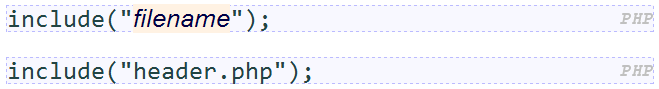 include("filename"); PHP
include("header.php"); PHP